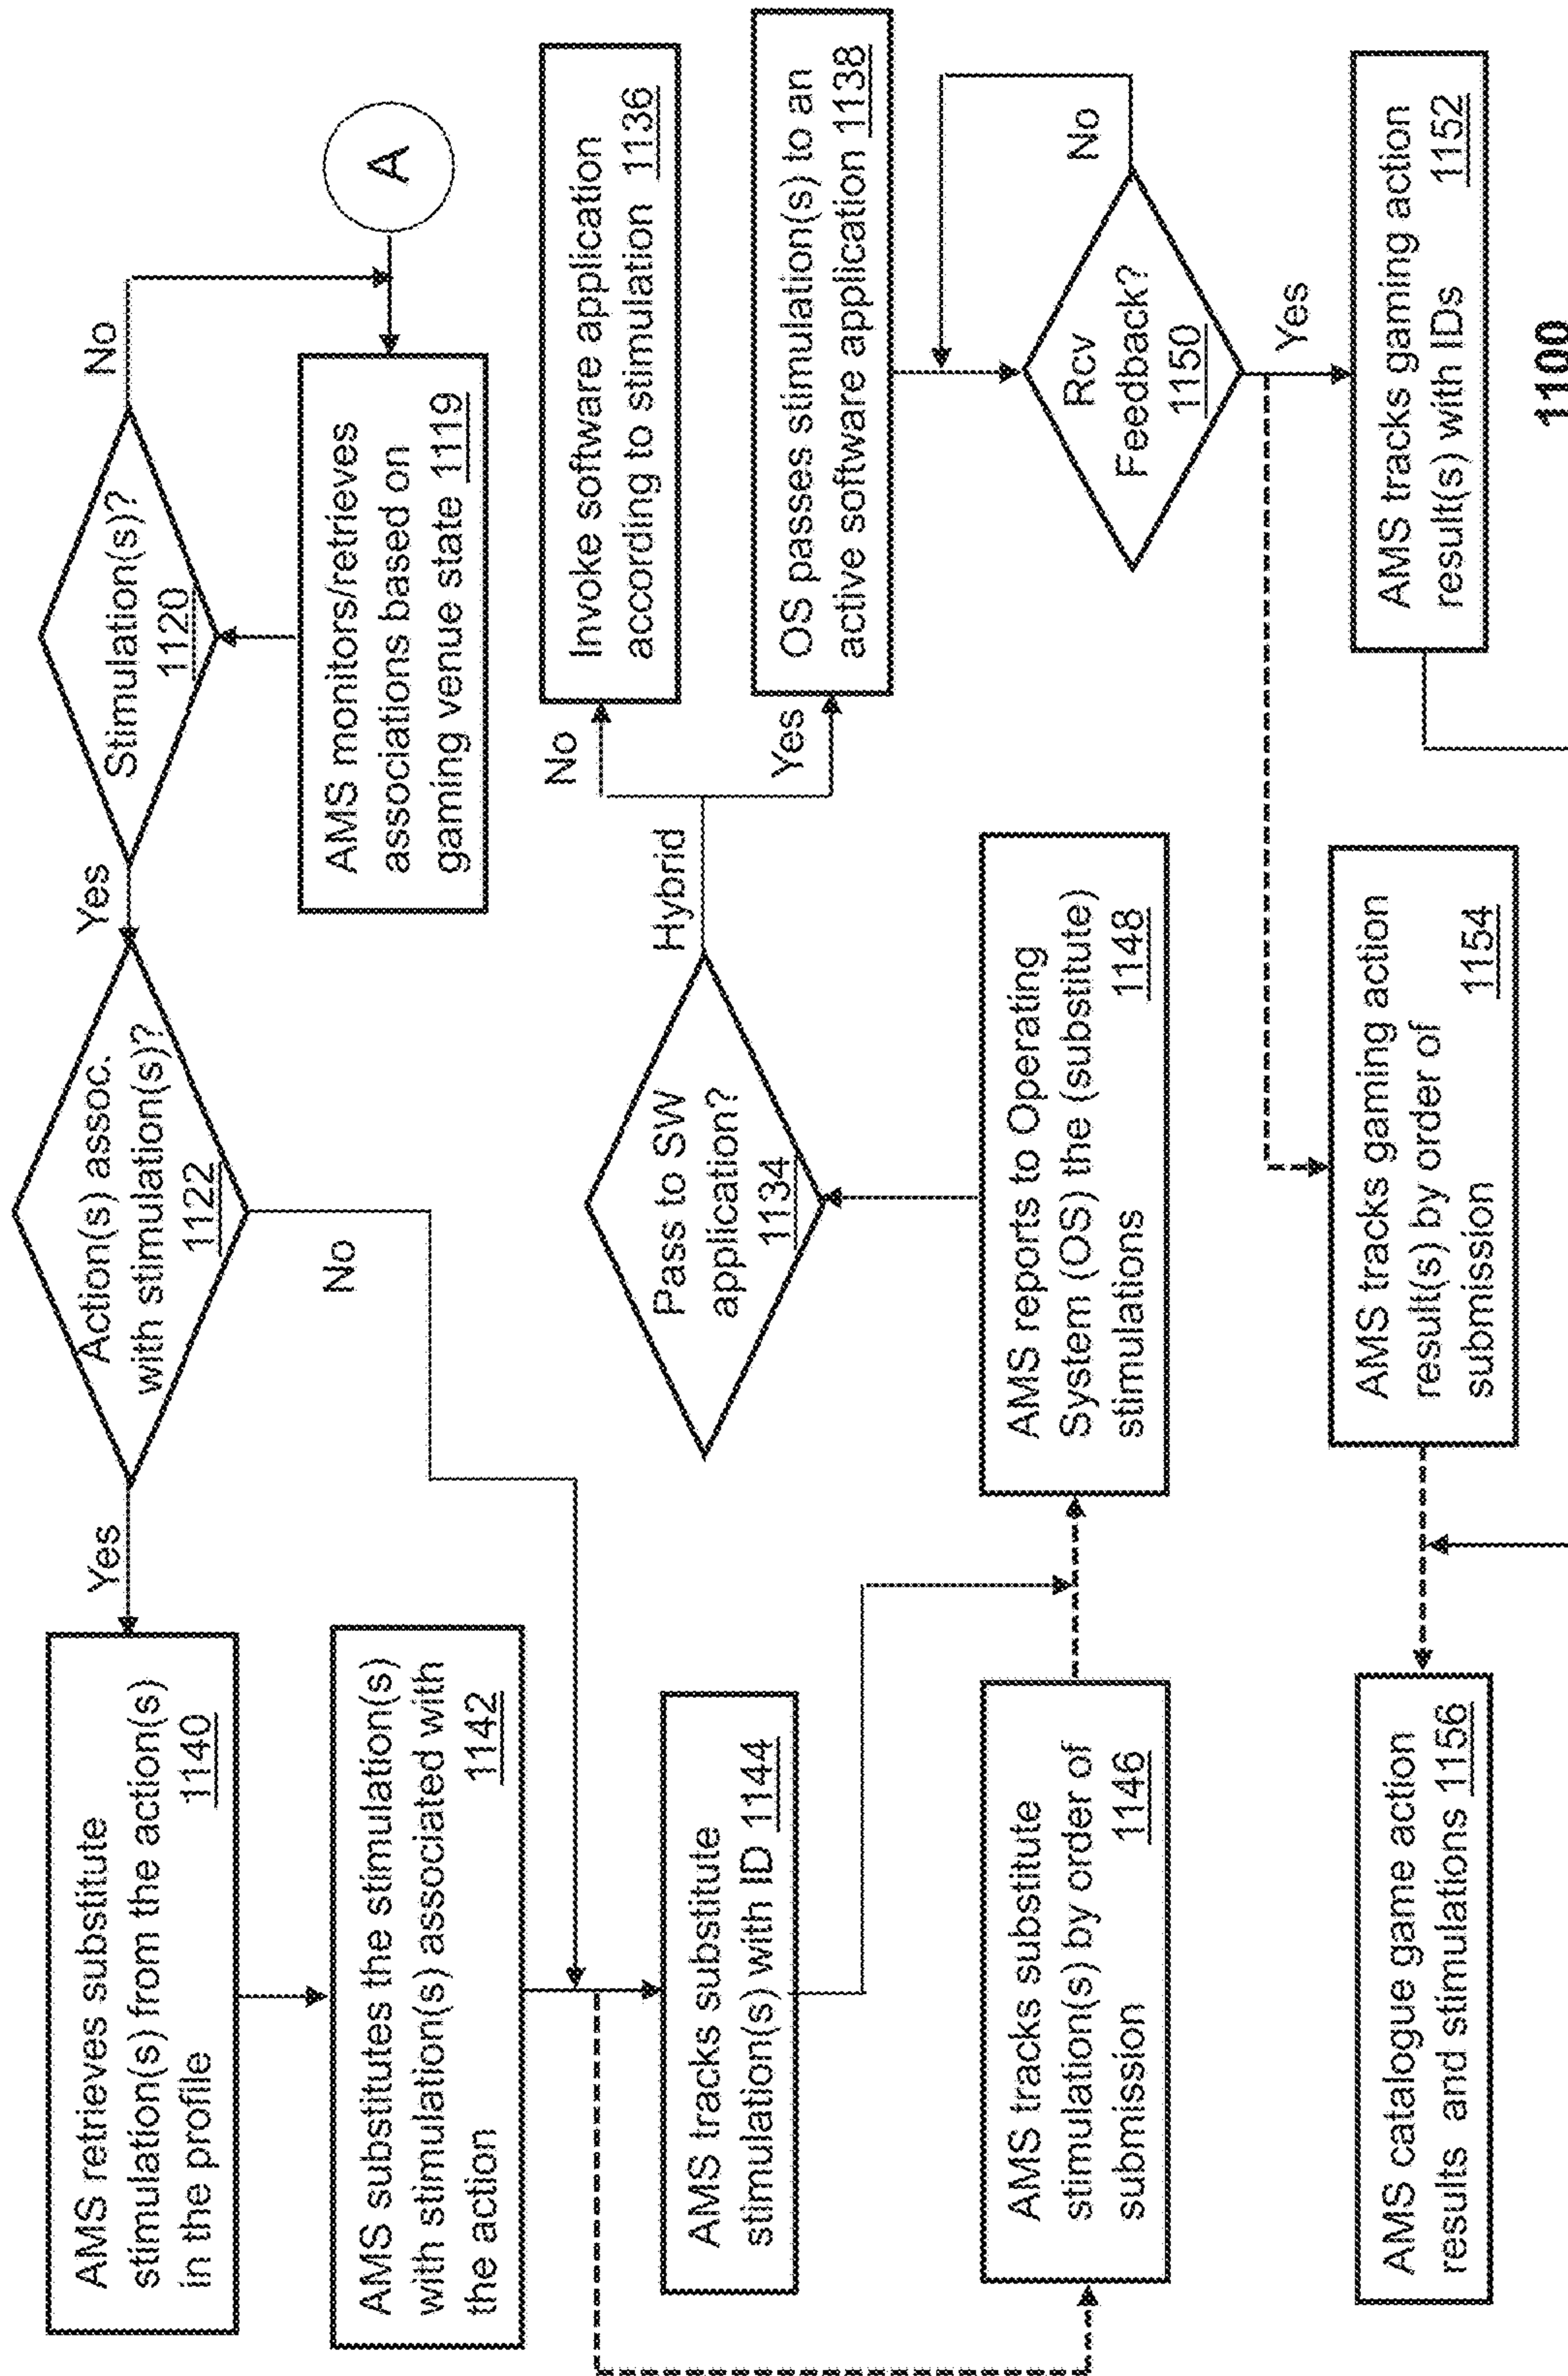 A
AMS monitors/retrieves
associations based on
gaming venue state 1119
Stimulation(s)?
1120
No
Yes
Action(s) assoc.
with stimulation(s)?
1122
Yes
No
AMS retrieves substitute
stimulation(s) from the action(s)
in the profile
1140
AMS substitutes the stimulation(s)
with stimulation(s) associated with
the action
1142
AMS tracks substitute
stimulation(s) with ID 1144
AMS tracks substitute
stimulation(s) by order of
submission
1146
AMS reports to Operating
System (OS) the (substitute)
stimulations
1148
Pass to SW
application?
1134
Hybrid
No
Yes
Invoke software application
according to stimulation 1136
OS passes stimulation(s) to an
active software application 1138
Rcv
Feedback?
1150
No
Yes
AMS tracks gaming action
result(s) with IDs 1152
AMS tracks gaming action
result(s) by order of
submission
1154
AMS catalogue game action
results and stimulations 1156
1100